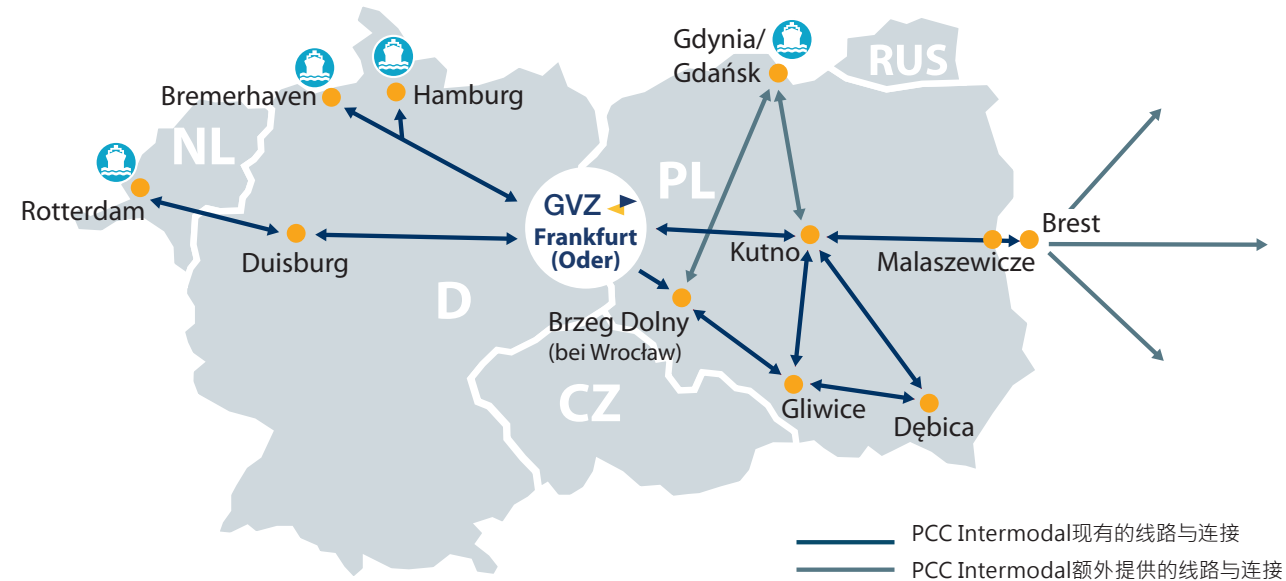 Gdynia/
Gdańsk
RUS
Bremerhaven
Hamburg
NL
PL
Rotterdam
GVZ
Frankfurt
(Oder)
Brest
Kutno
Malaszewicze
Duisburg
D
Brzeg Dolny
(bei Wrocław)
CZ
Gliwice
Dębica
PCC Intermodal现有的线路与连接
PCC Intermodal额外提供的线路与连接